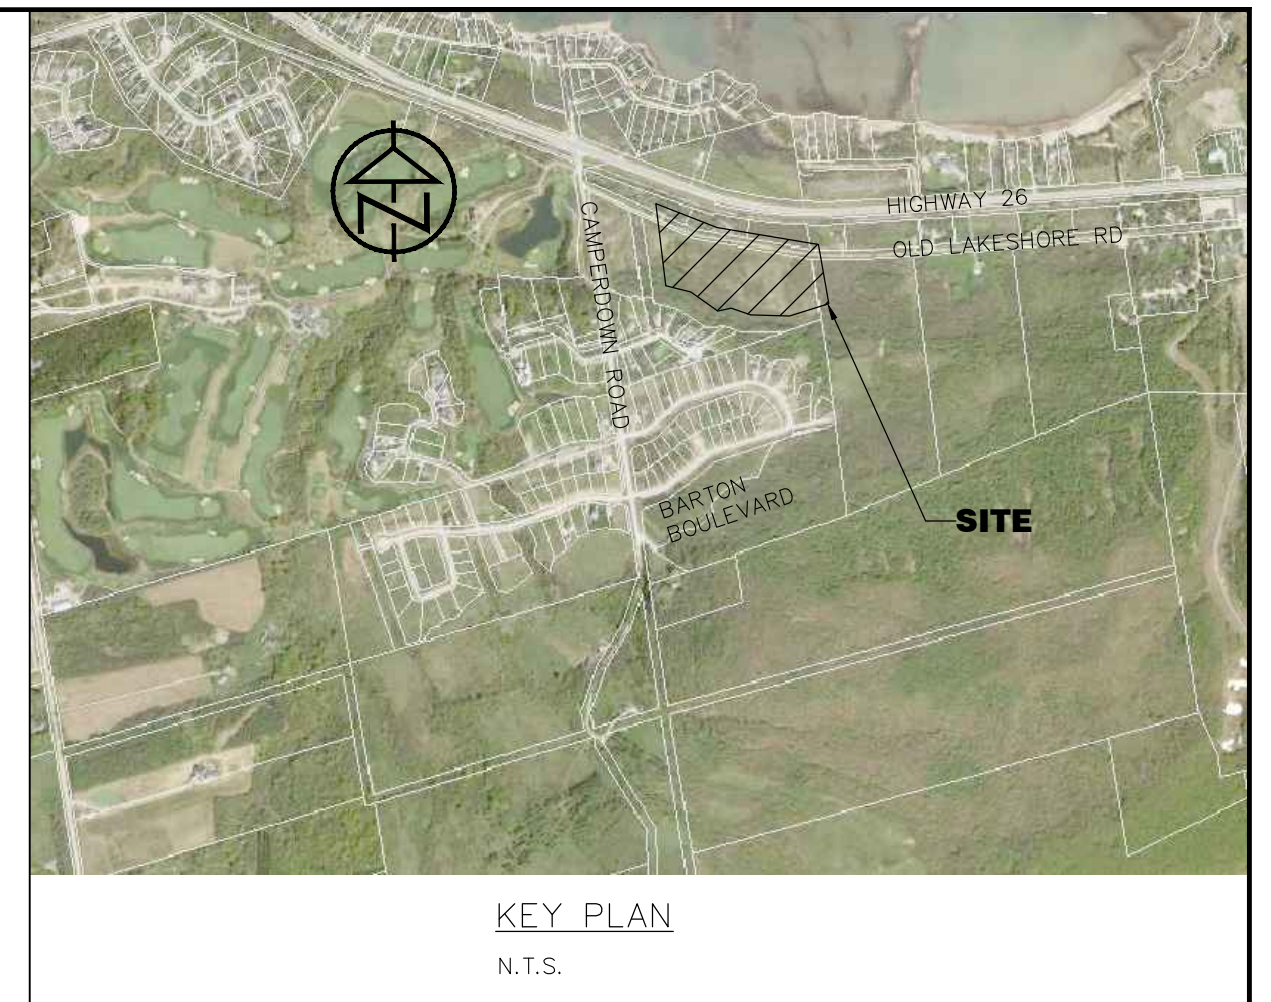 N
HIGHWAY 26
OLD LAKESHORE RD
CAMPERDOWN ROAD
BARTON
BOULEVARD
SITE
KEY PLAN
N.T.S.